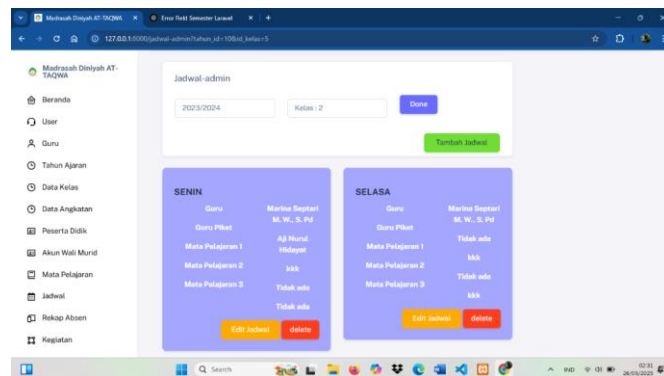 Madrasah Diniyah AT-TAQWA
Error Field Semester Laravel
127.0.0.1:8000/jadwal-admin?tahun_id=10&id_kelas=5
Madrasah Diniyah AT-
TAQWA
Beranda
User
Guru
Tahun Ajaran
Data Kelas
Data Angkatan
Peserta Didik
Akun Wali Murid
Mata Pelajaran
Jadwal
Rekap Absen
Kegiatan
Jadwal-admin
2023/2024
Kelas : 2
Done
Tambah Jadwal
SENIN
Guru
Guru Piket
Mata Pelajaran 1
Mata Pelajaran 2
Mata Pelajaran 3
Marina Septari
M. W., S. Pd
Aji Nurul
Hidayat
kkk
Tidak ada
Tidak ada
Edit Jadwal
delete
SELASA
Guru
Guru Piket
Mata Pelajaran 1
Mata Pelajaran 2
Mata Pelajaran 3
Marina Septari
M. W., S. Pd
Tidak ada
kkk
Tidak ada
kkk
Edit Jadwal
delete
Search
IND
02:31
26/03/2025